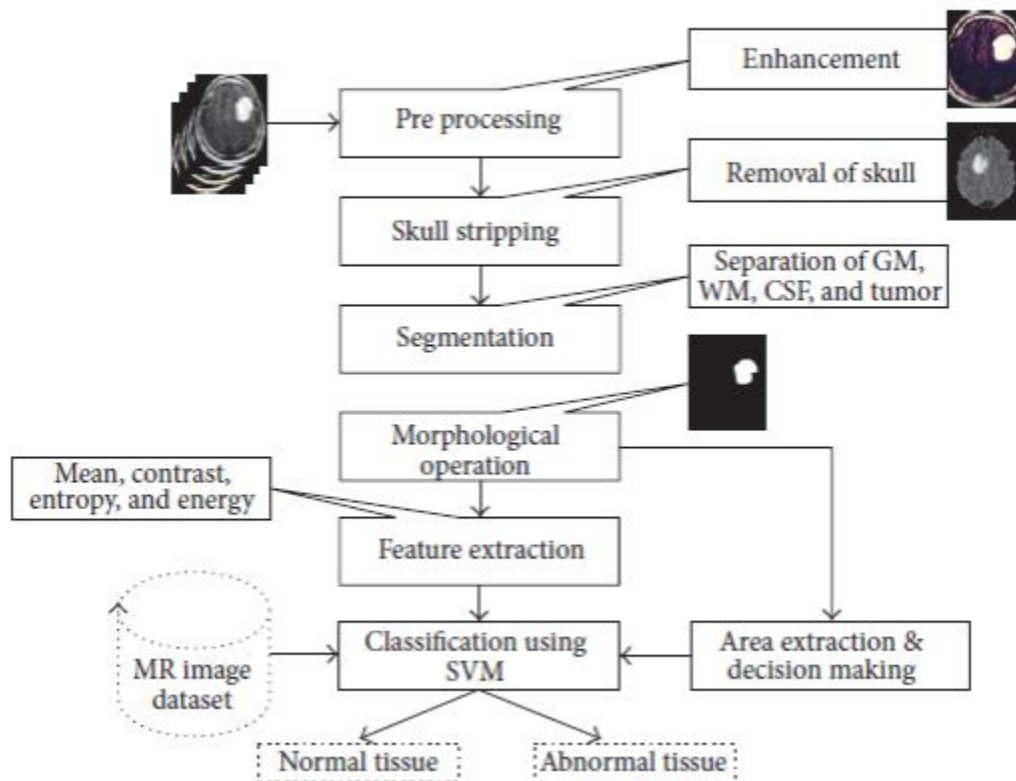 Enhancement
Pre processing
Removal of skull
Skull stripping
Separation of GM,
WM, CSF, and tumor
Segmentation
Morphological
operation
Mean, contrast,
entropy, and energy
Feature extraction
MR image
dataset
Classification using
SVM
Area extraction &
decision making
Normal tissue
Abnormal tissue